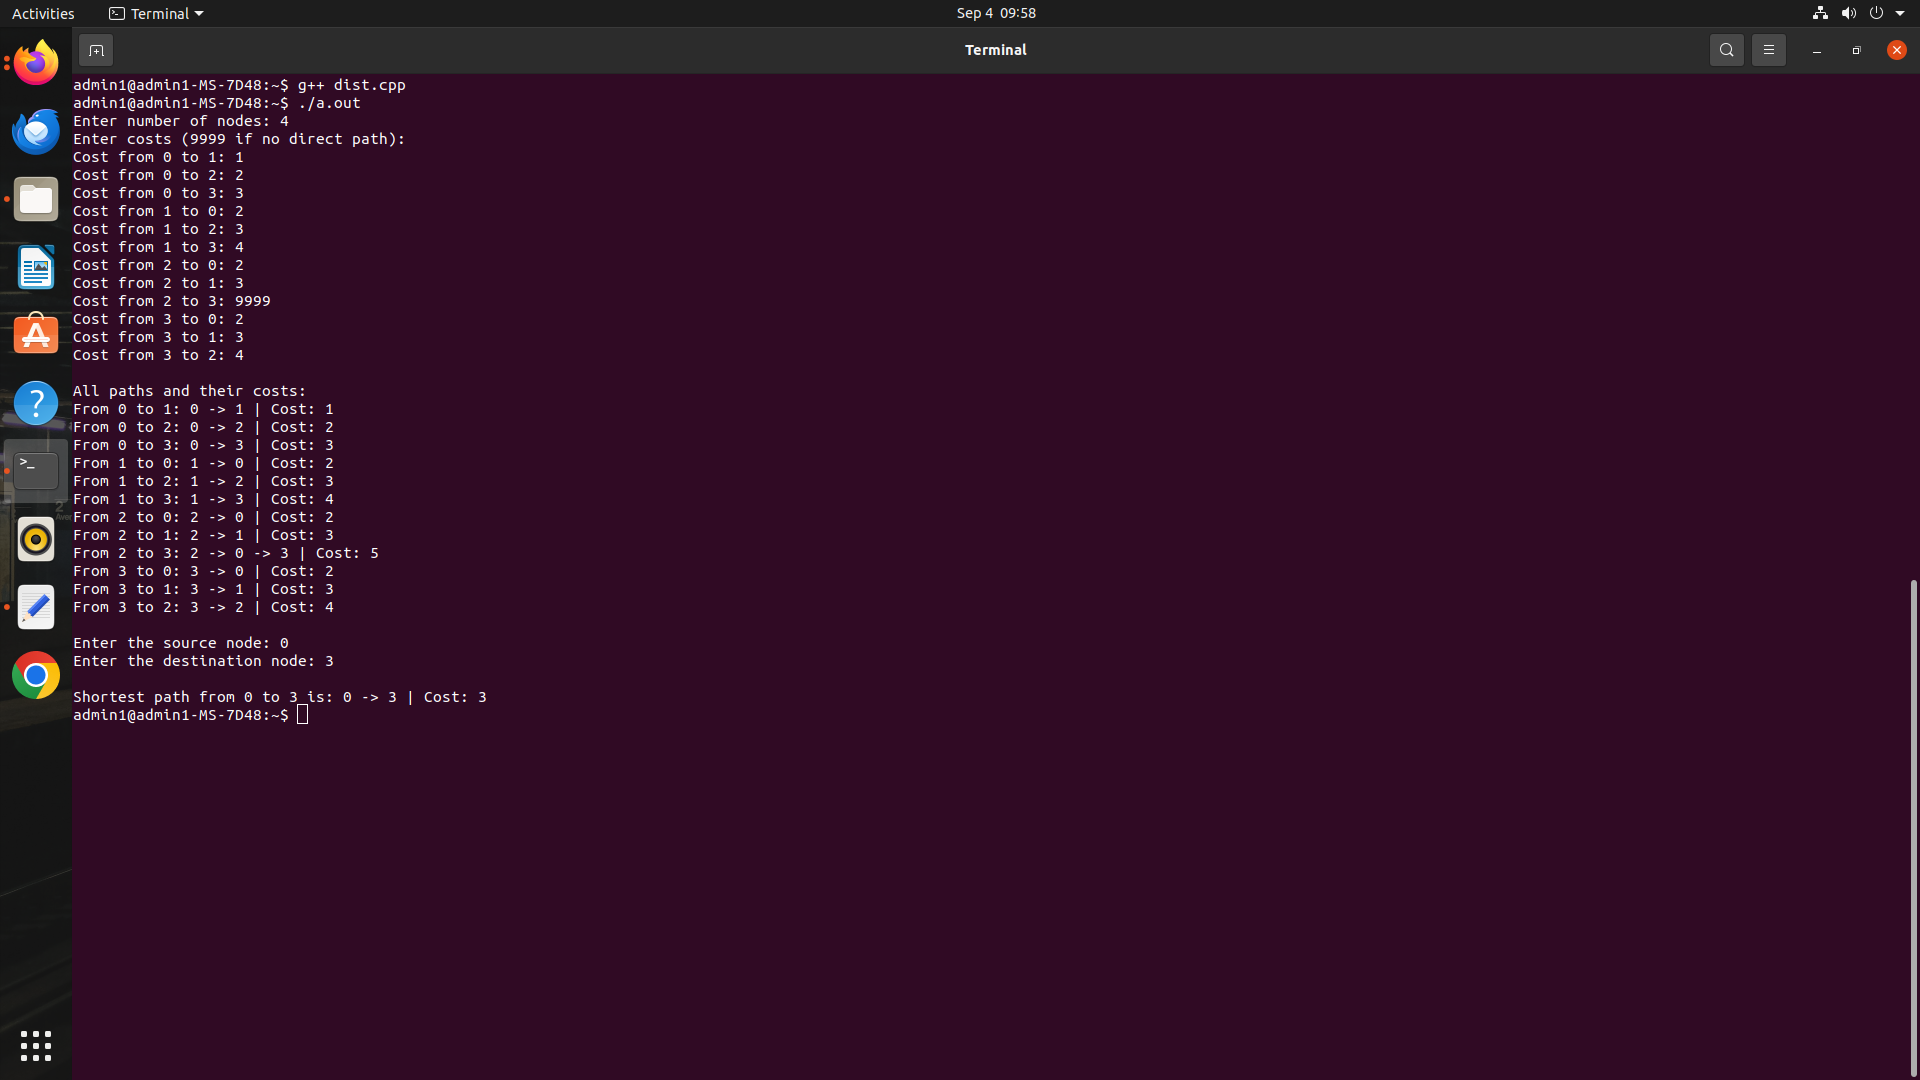 Activities
Terminal
Sep 4 09:58
Terminal
admin1@admin1-MS-7D48:~$ g++ dist.cpp
admin1@admin1-MS-7D48:~$ ./a.out
Enter number of nodes: 4
Enter costs (9999 if no direct path):
Cost from 0 to 1: 1
Cost from 0 to 2: 2
Cost from 0 to 3: 3
Cost from 1 to 0: 2
Cost from 1 to 2: 3
Cost from 1 to 3: 4
Cost from 2 to 0: 2
Cost from 2 to 1: 3
Cost from 2 to 3: 9999
Cost from 3 to 0: 2
Cost from 3 to 1: 3
Cost from 3 to 2: 4
All paths and their costs:
From 0 to 1: 0 -> 1 | Cost: 1
From 0 to 2: 0 -> 2 | Cost: 2
From 0 to 3: 0 -> 3 | Cost: 3
From 1 to 0: 1 -> 0 | Cost: 2
From 1 to 2: 1 -> 2 | Cost: 3
From 1 to 3: 1 -> 3 | Cost: 4
From 2 to 0: 2 -> 0 | Cost: 2
From 2 to 1: 2 -> 1 | Cost: 3
From 2 to 3: 2 -> 0 -> 3 | Cost: 5
From 3 to 0: 3 -> 0 | Cost: 2
From 3 to 1: 3 -> 1 | Cost: 3
From 3 to 2: 3 -> 2 | Cost: 4
Enter the source node: 0
Enter the destination node: 3
Shortest path from 0 to 3 is: 0 -> 3 | Cost: 3
admin1@admin1-MS-7D48:~$